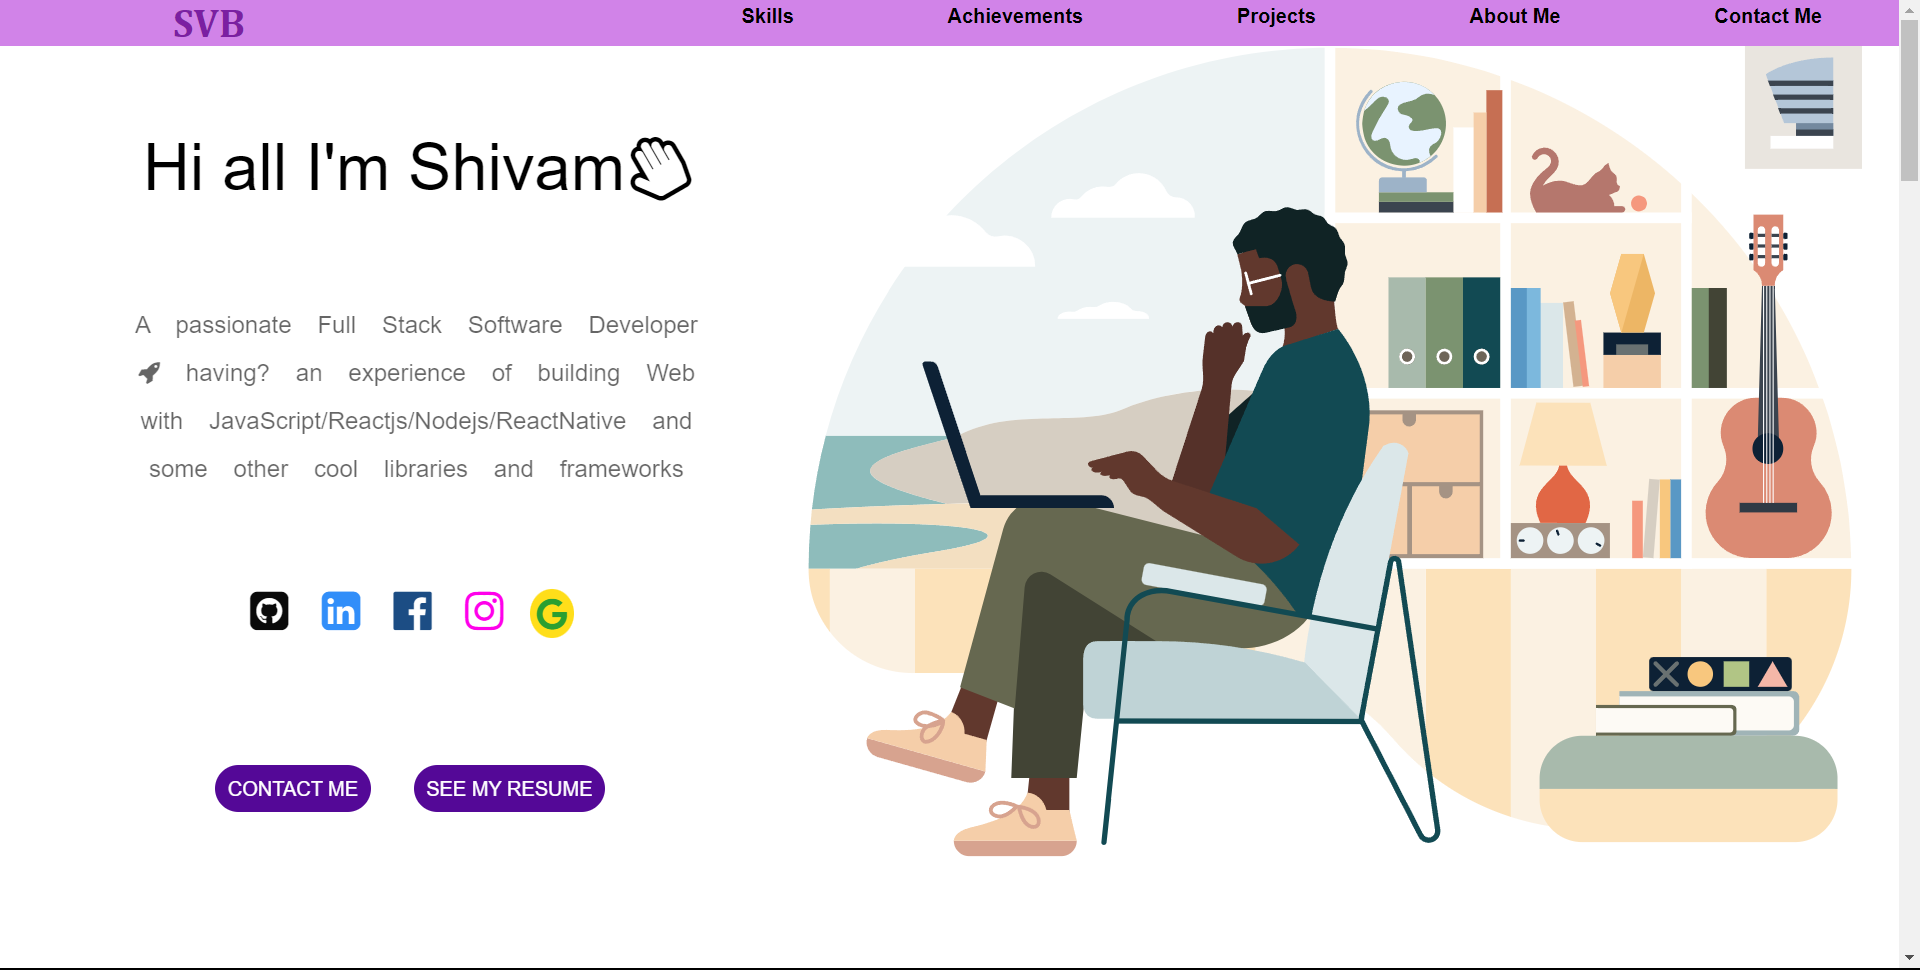 SVB
Skills Achievements Projects About Me Contact Me
Hi all I'm Shivam
A passionate Full Stack Software Developer
having? an experience of building Web
with JavaScript/Reactjs/Nodejs/ReactNative and
some other cool libraries and frameworks
in G
CONTACT ME SEE MY RESUME